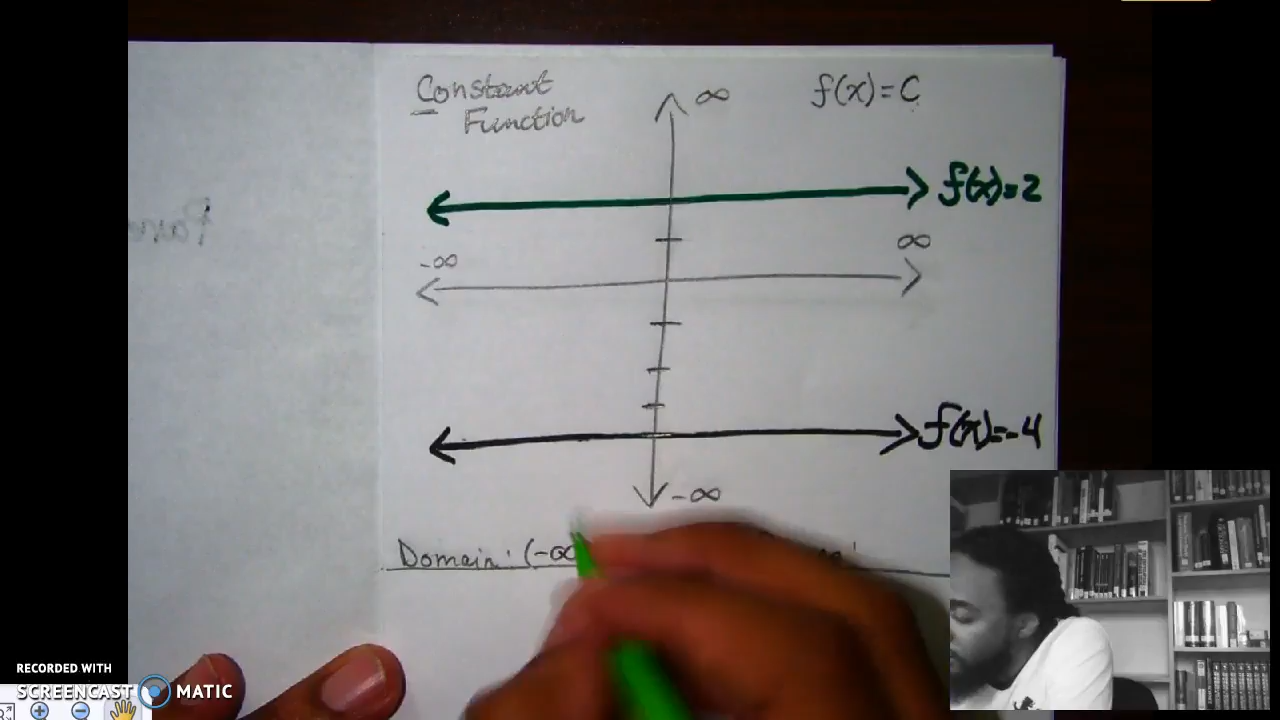 Constant
Function
∞
f(x)=C
f(x)=2
-∞
∞
f(x)=-4
-∞
Domain: (-∞
RECORDED WITH
SCREENCAST MATIC